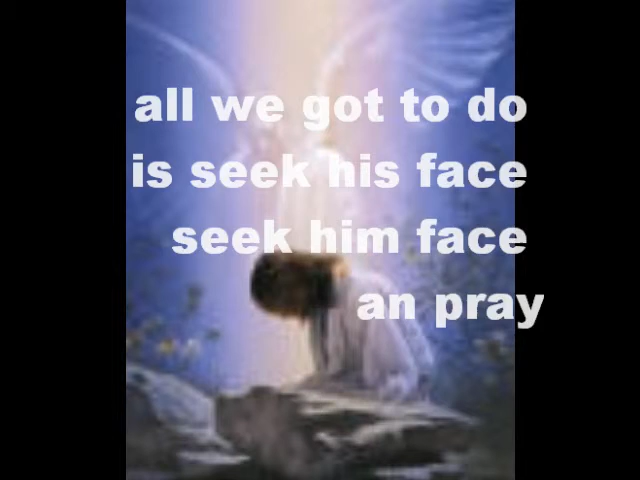 all we got to do
is seek his face
seek him face
an pray